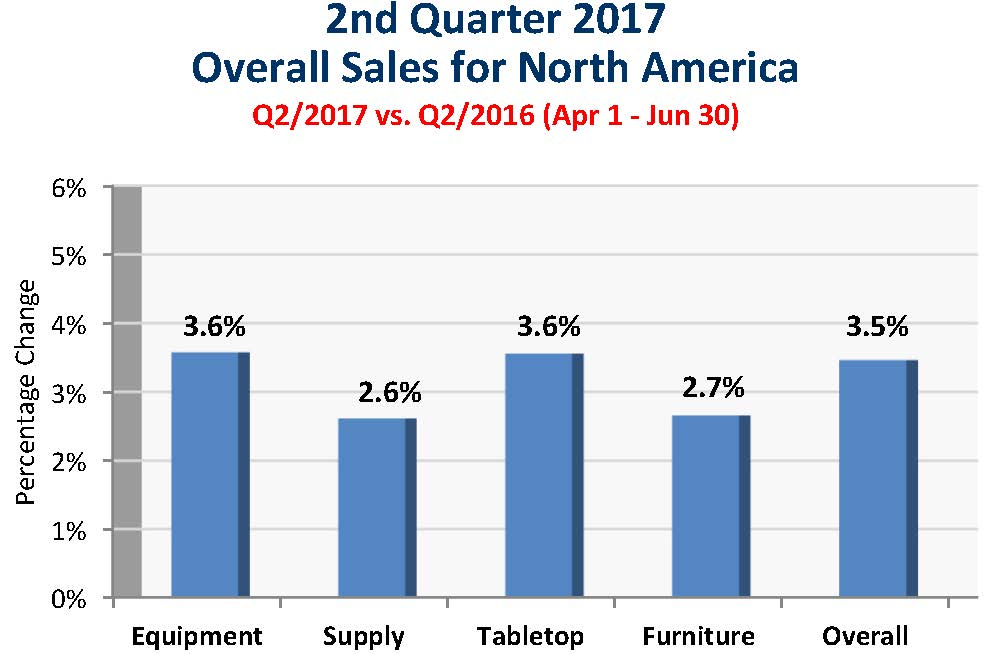 2nd Quarter 2017
Overall Sales for North America
Q2/2017 vs. Q2/2016 (Apr 1 - Jun 30)
Percentage Change
6%
5%
4%
3%
2%
1%
0%
3.6%
2.6%
3.6%
2.7%
3.5%
Equipment
Supply
Tabletop
Furniture
Overall